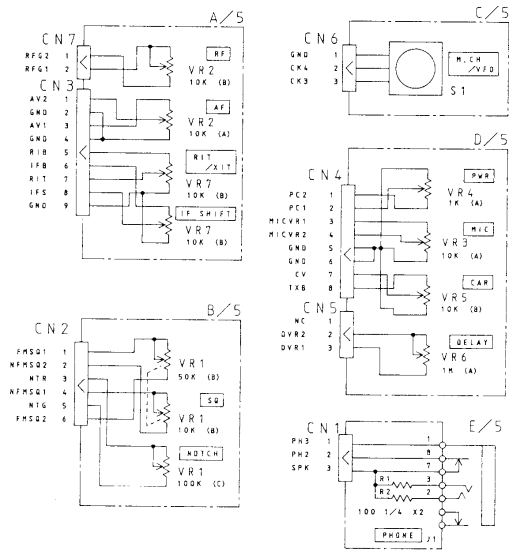 A/5
CN7
RFG2 1
RFG1 2
RF
VR2
10K (B)
CN3
AV2 1
GND 2
AV1 3
GND 4
RIB 5
IFB 6
RIT 7
IFS 8
GND 9
AF
VR2
10K (A)
RIT
/XIT
VR7
10K (B)
IF SHIFT
VR7
10K (B)
B/5
CN2
FMSQ1 1
NFMSQ2 2
NTR 3
NFMSQ1 4
NTG 5
FMSQ2 6
VR1
50K (B)
SQ
VR1
10K (B)
NOTCH
VR1
100K (C)
C/5
CN6
GND 1
CK4 2
CK3 3
M.CH
/VFO
S1
D/5
CN4
PC2 1
PC1 2
MICVR1 3
MICVR2 4
GND 5
GND 6
CV 7
TXB 8
PWR
VR4
1K (A)
MIC
VR3
10K (A)
CAR
VR5
10K (B)
CN5
NC 1
DVR2 2
DVR1 3
DELAY
VR6
1M (A)
E/5
CN1
PH3 1
PH2 2
SPK 3
1
8
7
R1 3
R2 2
100 1/4 X2
PHONE
J1